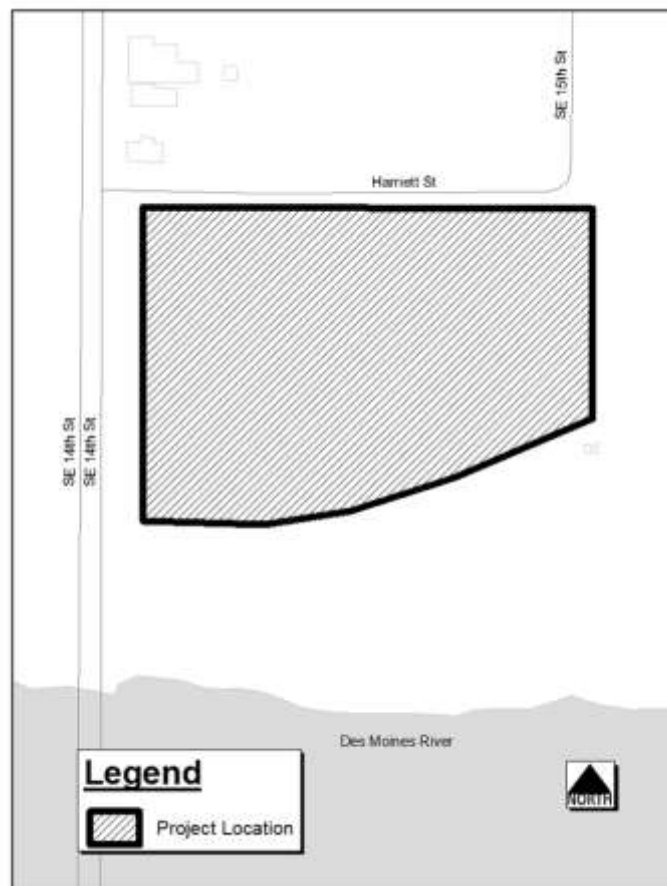 SE 15th St
Harriett St
SE 14th St
SE 14th St
Des Moines River
Legend
Project Location
NORTH